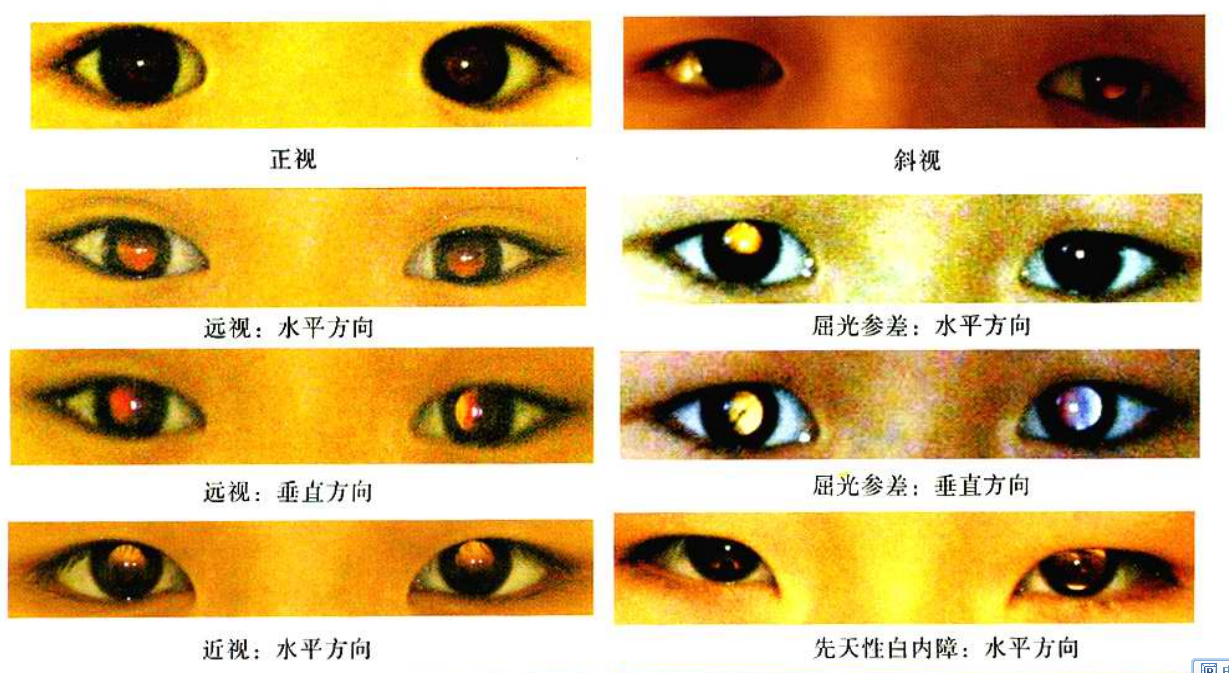 正视
斜视
远视：水平方向
屈光参差：水平方向
远视：垂直方向
屈光参差：垂直方向
近视：水平方向
先天性白内障：水平方向